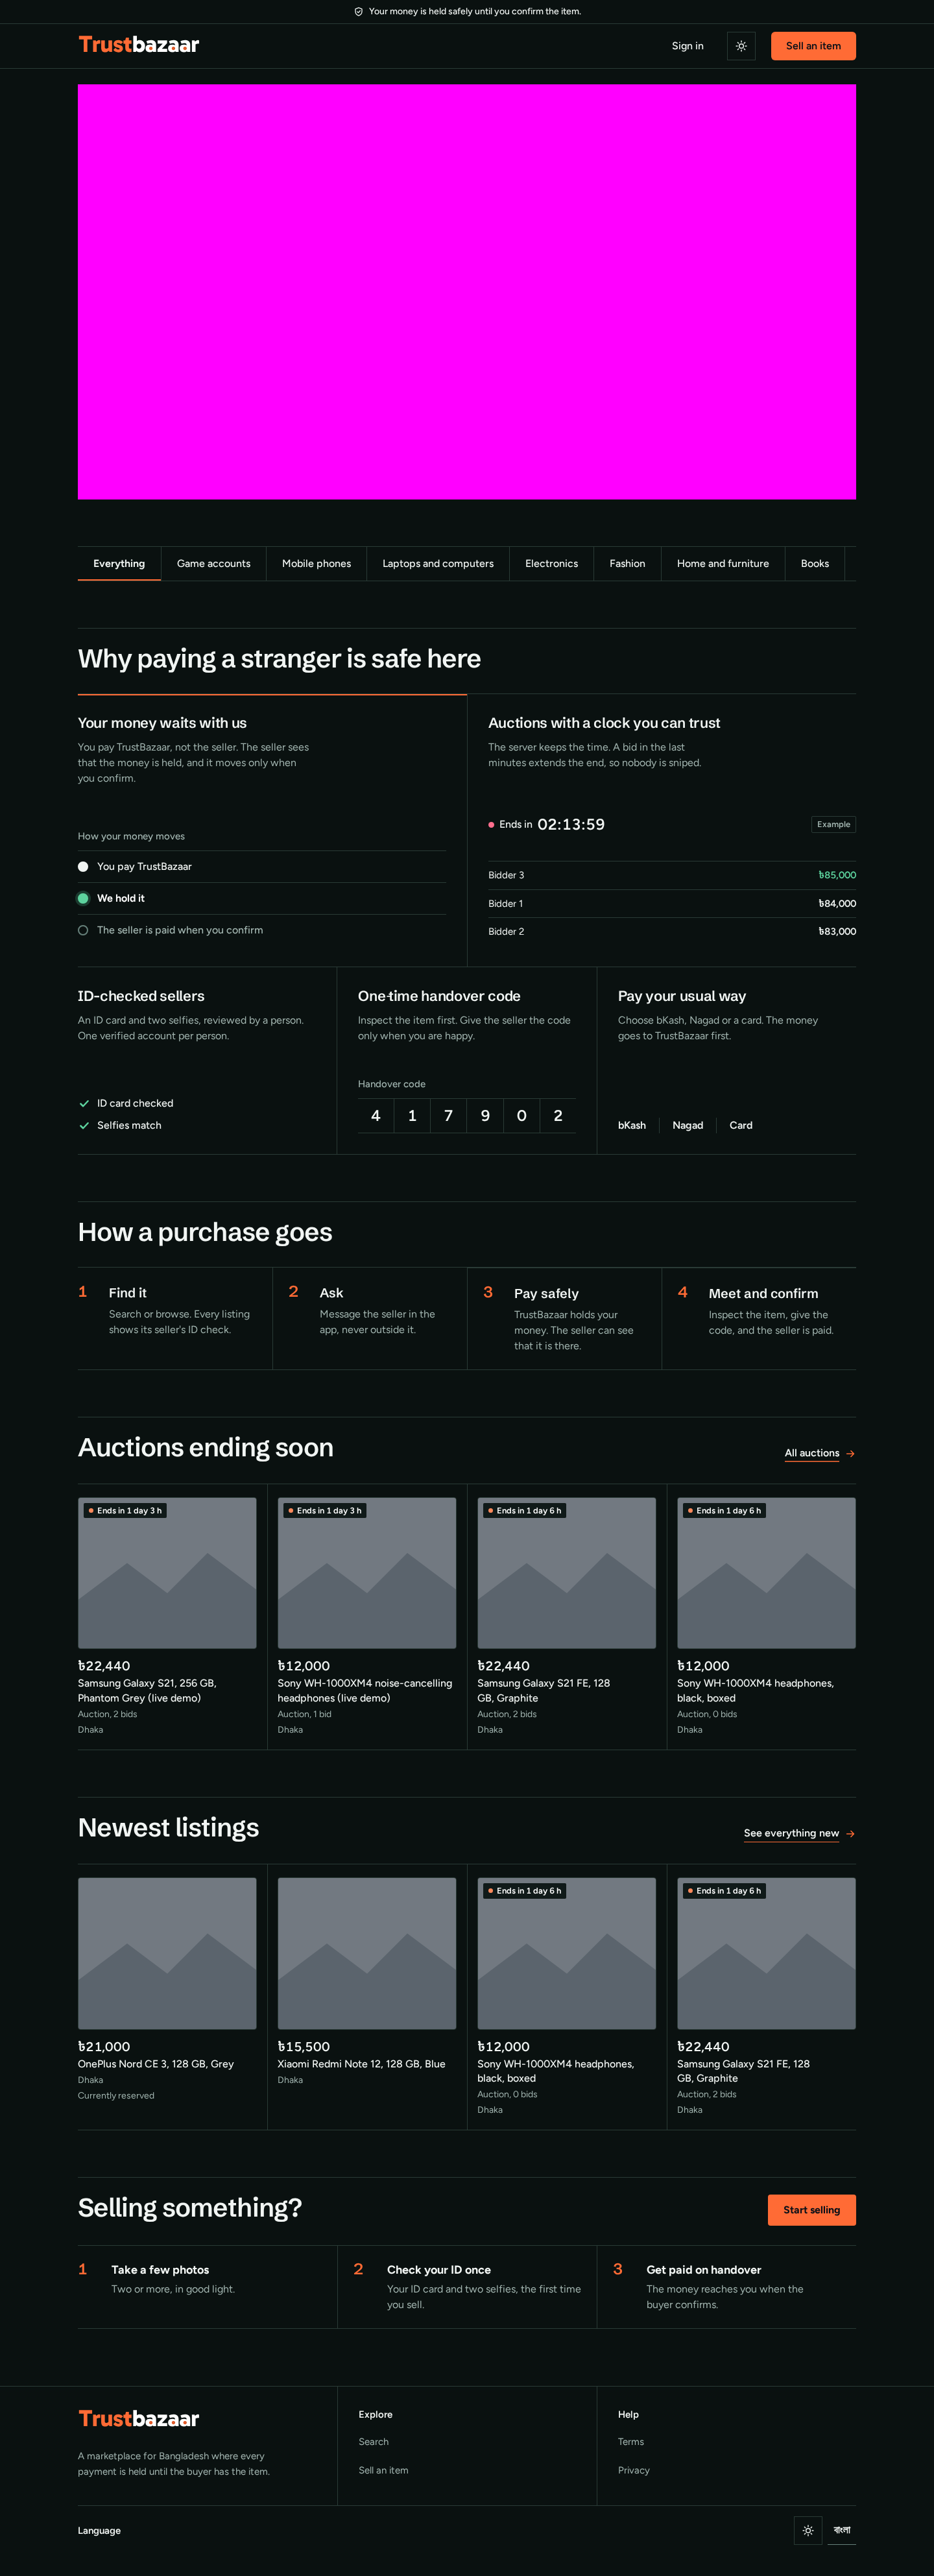 Your money is held safely until you confirm the item.
Trustbazaar
Sign in
Sell an item
Everything
Game accounts
Mobile phones
Laptops and computers
Electronics
Fashion
Home and furniture
Books
Why paying a stranger is safe here
Your money waits with us
You pay TrustBazaar, not the seller. The seller sees
that the money is held, and it moves only when
you confirm.
How your money moves
You pay TrustBazaar
We hold it
The seller is paid when you confirm
Auctions with a clock you can trust
The server keeps the time. A bid in the last
minutes extends the end, so nobody is sniped.
Ends in 02:13:59
Example
Bidder 3 ৳85,000
Bidder 1 ৳84,000
Bidder 2 ৳83,000
ID-checked sellers
An ID card and two selfies, reviewed by a person.
One verified account per person.
ID card checked
Selfies match
One-time handover code
Inspect the item first. Give the seller the code
only when you are happy.
Handover code
4 1 7 9 0 2
Pay your usual way
Choose bKash, Nagad or a card. The money
goes to TrustBazaar first.
bKash
Nagad
Card
How a purchase goes
1 Find it
Search or browse. Every listing
shows its seller's ID check.
2 Ask
Message the seller in the
app, never outside it.
3 Pay safely
TrustBazaar holds your
money. The seller can see
that it is there.
4 Meet and confirm
Inspect the item, give the
code, and the seller is paid.
Auctions ending soon
All auctions →
Ends in 1 day 3 h
৳22,440
Samsung Galaxy S21, 256 GB,
Phantom Grey (live demo)
Auction, 2 bids
Dhaka
Ends in 1 day 3 h
৳12,000
Sony WH-1000XM4 noise-cancelling
headphones (live demo)
Auction, 1 bid
Dhaka
Ends in 1 day 6 h
৳22,440
Samsung Galaxy S21 FE, 128
GB, Graphite
Auction, 2 bids
Dhaka
Ends in 1 day 6 h
৳12,000
Sony WH-1000XM4 headphones,
black, boxed
Auction, 0 bids
Dhaka
Newest listings
See everything new →
৳21,000
OnePlus Nord CE 3, 128 GB, Grey
Dhaka
Currently reserved
৳15,500
Xiaomi Redmi Note 12, 128 GB, Blue
Dhaka
Ends in 1 day 6 h
৳12,000
Sony WH-1000XM4 headphones,
black, boxed
Auction, 0 bids
Dhaka
Ends in 1 day 6 h
৳22,440
Samsung Galaxy S21 FE, 128
GB, Graphite
Auction, 2 bids
Dhaka
Selling something?
Start selling
1 Take a few photos
Two or more, in good light.
2 Check your ID once
Your ID card and two selfies, the first time
you sell.
3 Get paid on handover
The money reaches you when the
buyer confirms.
Trustbazaar
A marketplace for Bangladesh where every
payment is held until the buyer has the item.
Explore
Search
Sell an item
Help
Terms
Privacy
Language
বাংলা